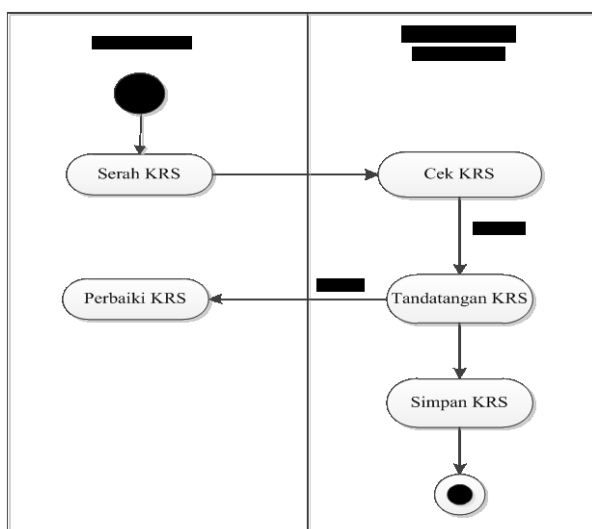 Serah KRS
Cek KRS
Perbaiki KRS
Tandatangan KRS
Simpan KRS